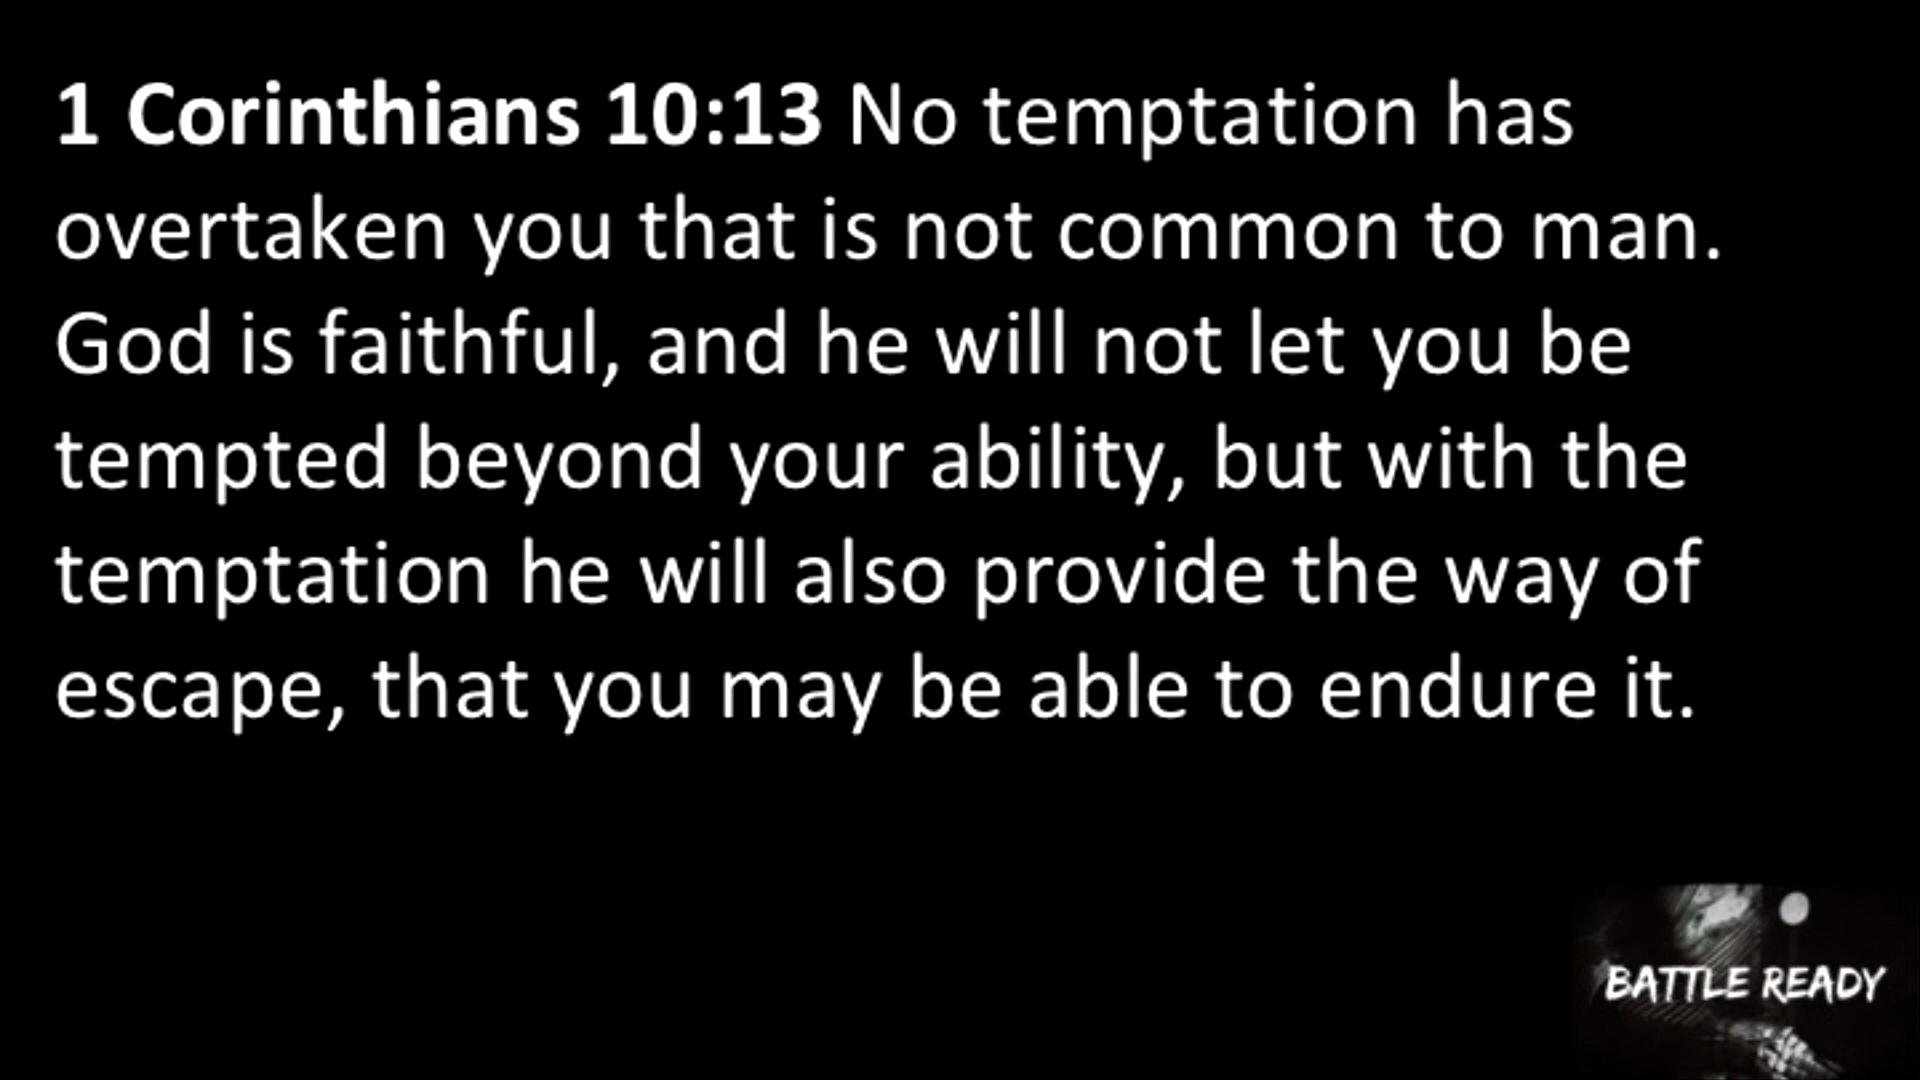 1 Corinthians 10:13 No temptation has
overtaken you that is not common to man.
God is faithful, and he will not let you be
tempted beyond your ability, but with the
temptation he will also provide the way of
escape, that you may be able to endure it.
BATTLE READY